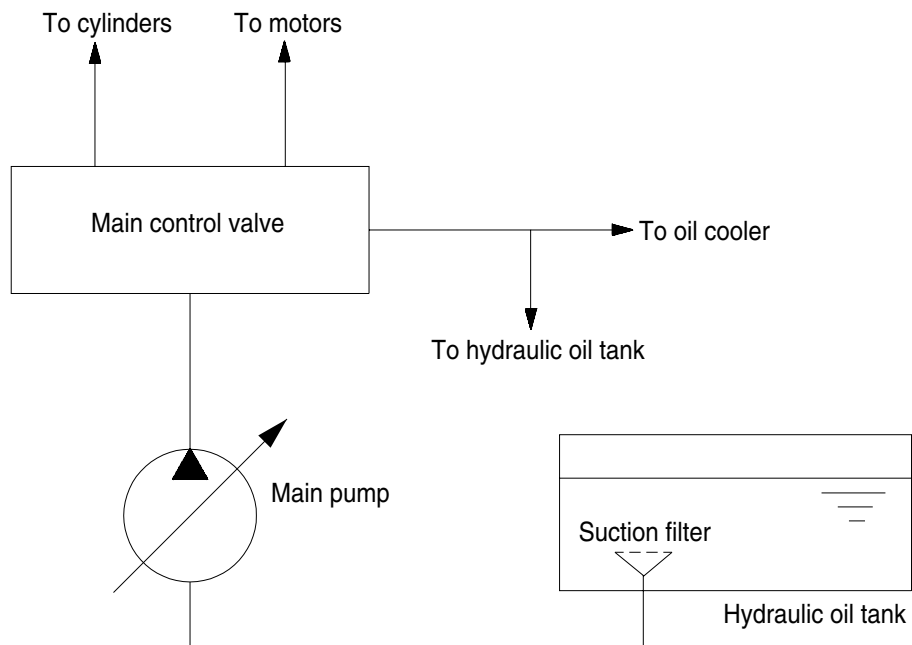 To cylinders
To motors
Main control valve
To oil cooler
To hydraulic oil tank
Main pump
Suction filter
Hydraulic oil tank